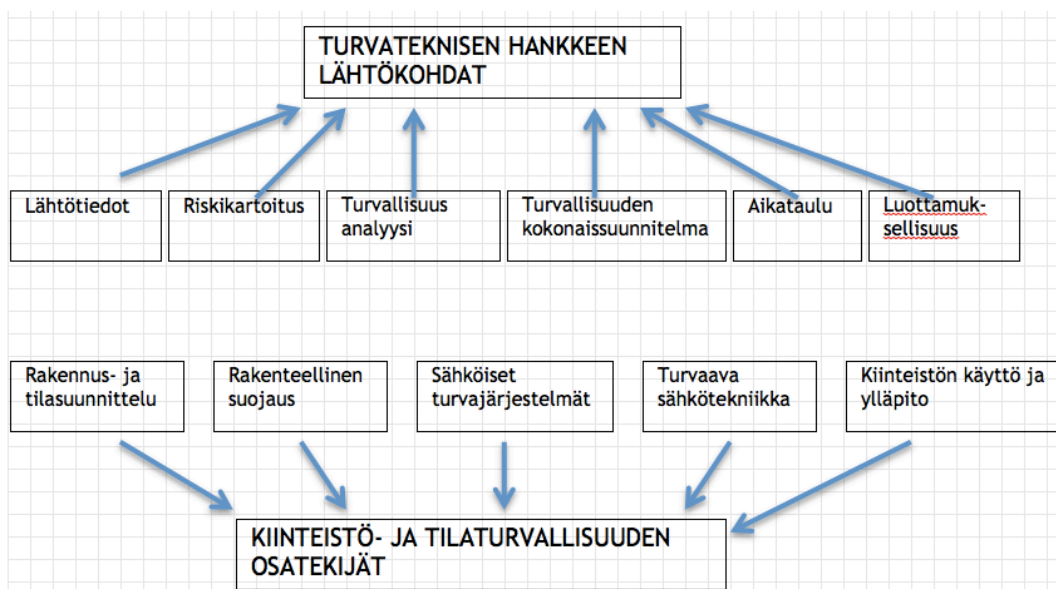 TURVATEKNISEN HANKKEEN
LÄHTÖKOHDAT
Lähtötiedot
Riskikartoitus
Turvallisuus
analyysi
Turvallisuuden
kokonaissuunnitelma
Aikataulu
Luottamuk-
sellisuus
Rakennus- ja
tilasuunnittelu
Rakenteellinen
suojaus
Sähköiset
turvajärjestelmät
Turvaava
sähkötekniikka
Kiinteistön käyttö ja
ylläpito
KIINTEISTÖ- JA TILATURVALLISUUDEN
OSATEKIJÄT